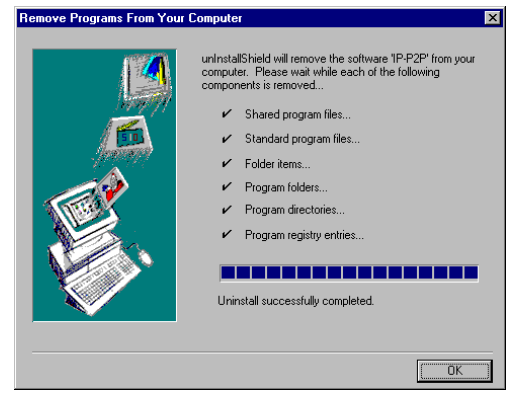 Remove Programs From Your Computer
unInstallShield will remove the software 'IP-P2P' from your
computer. Please wait while each of the following
components is removed...
✔ Shared program files...
✔ Standard program files...
✔ Folder items...
✔ Program folders...
✔ Program directories...
✔ Program registry entries...
Uninstall successfully completed.
OK